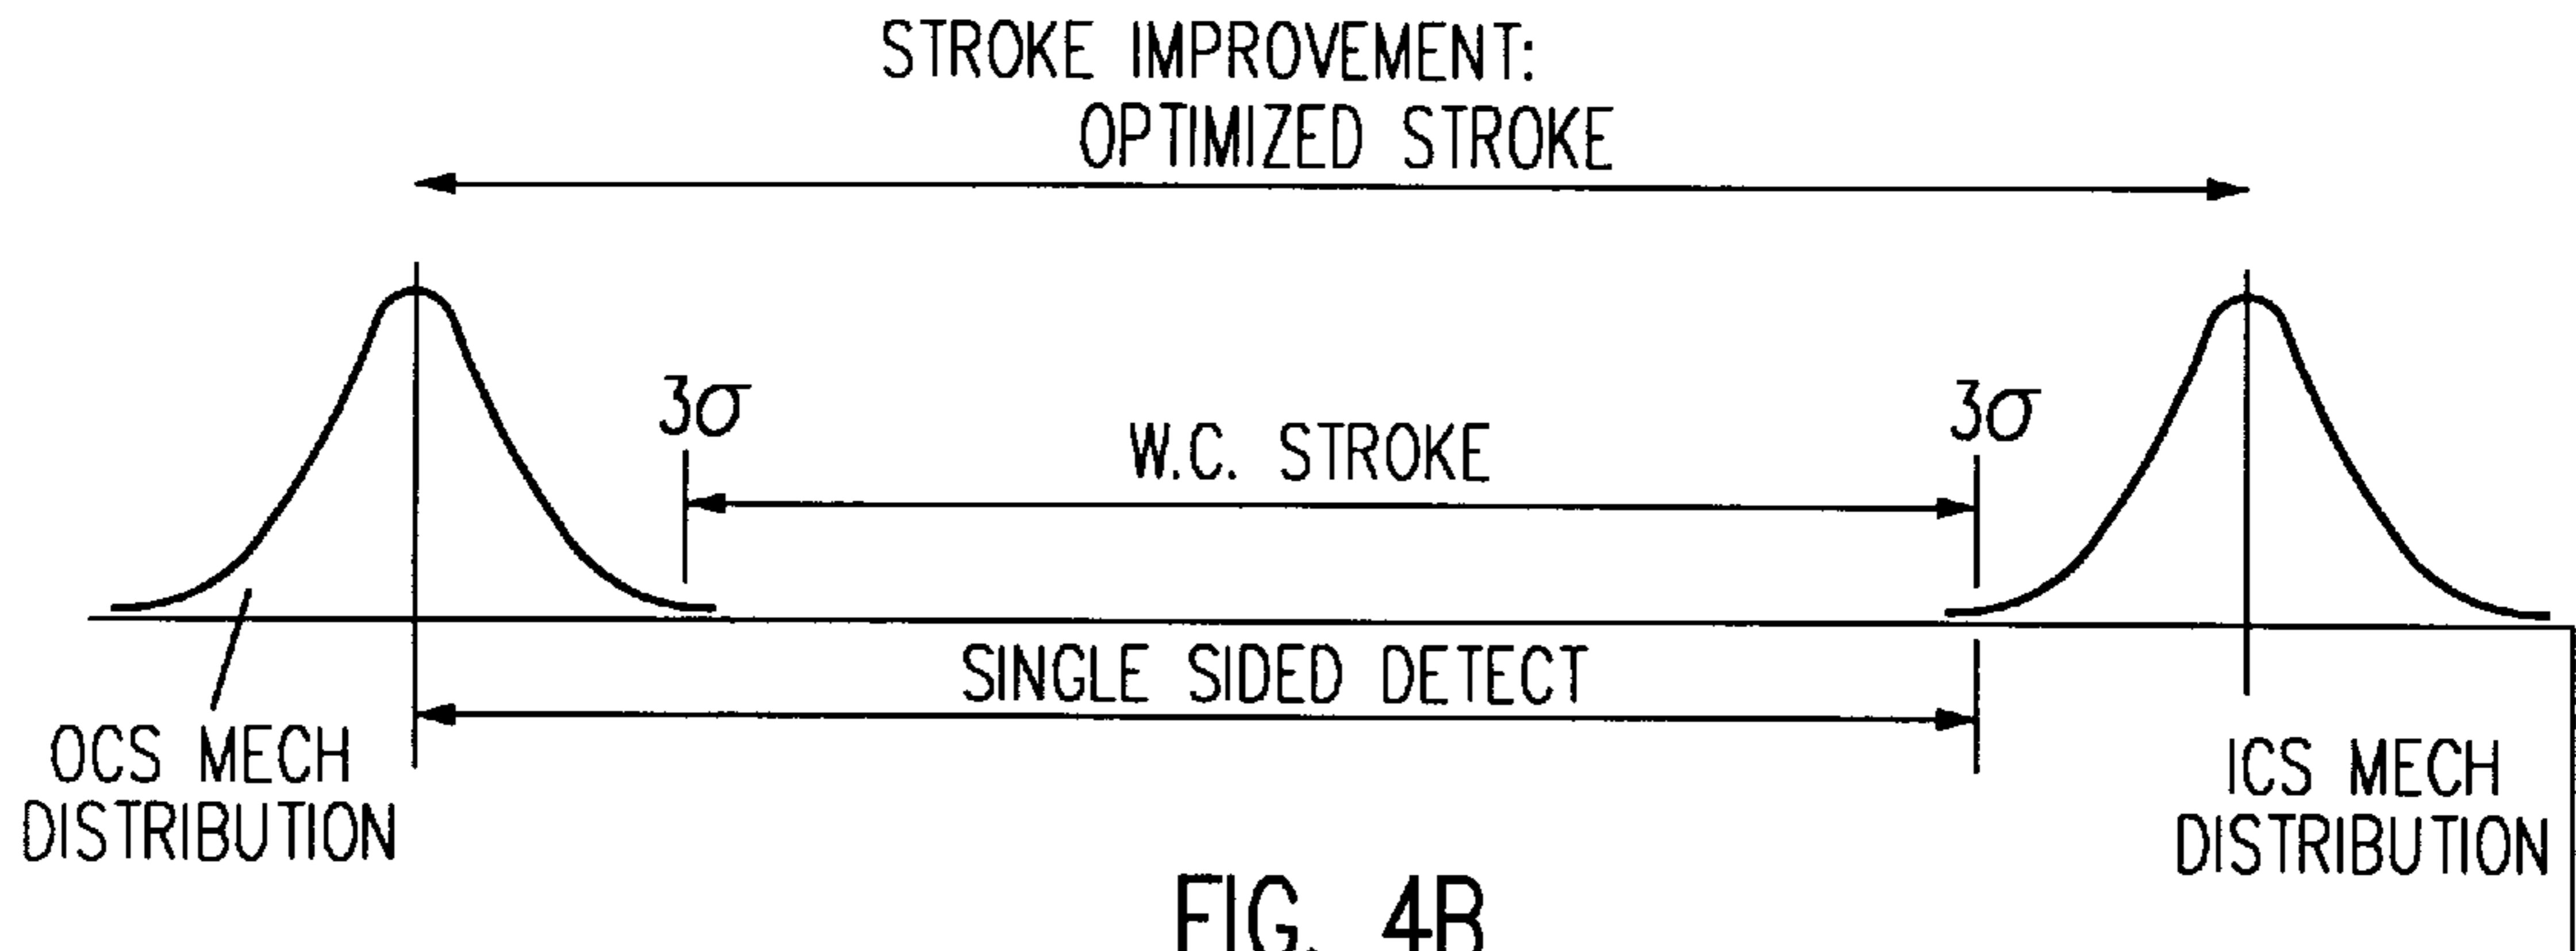 STROKE IMPROVEMENT:
OPTIMIZED STROKE
3σ
3σ
W.C. STROKE
SINGLE SIDED DETECT
OCS MECH
DISTRIBUTION
ICS MECH
DISTRIBUTION
FIG. 4B